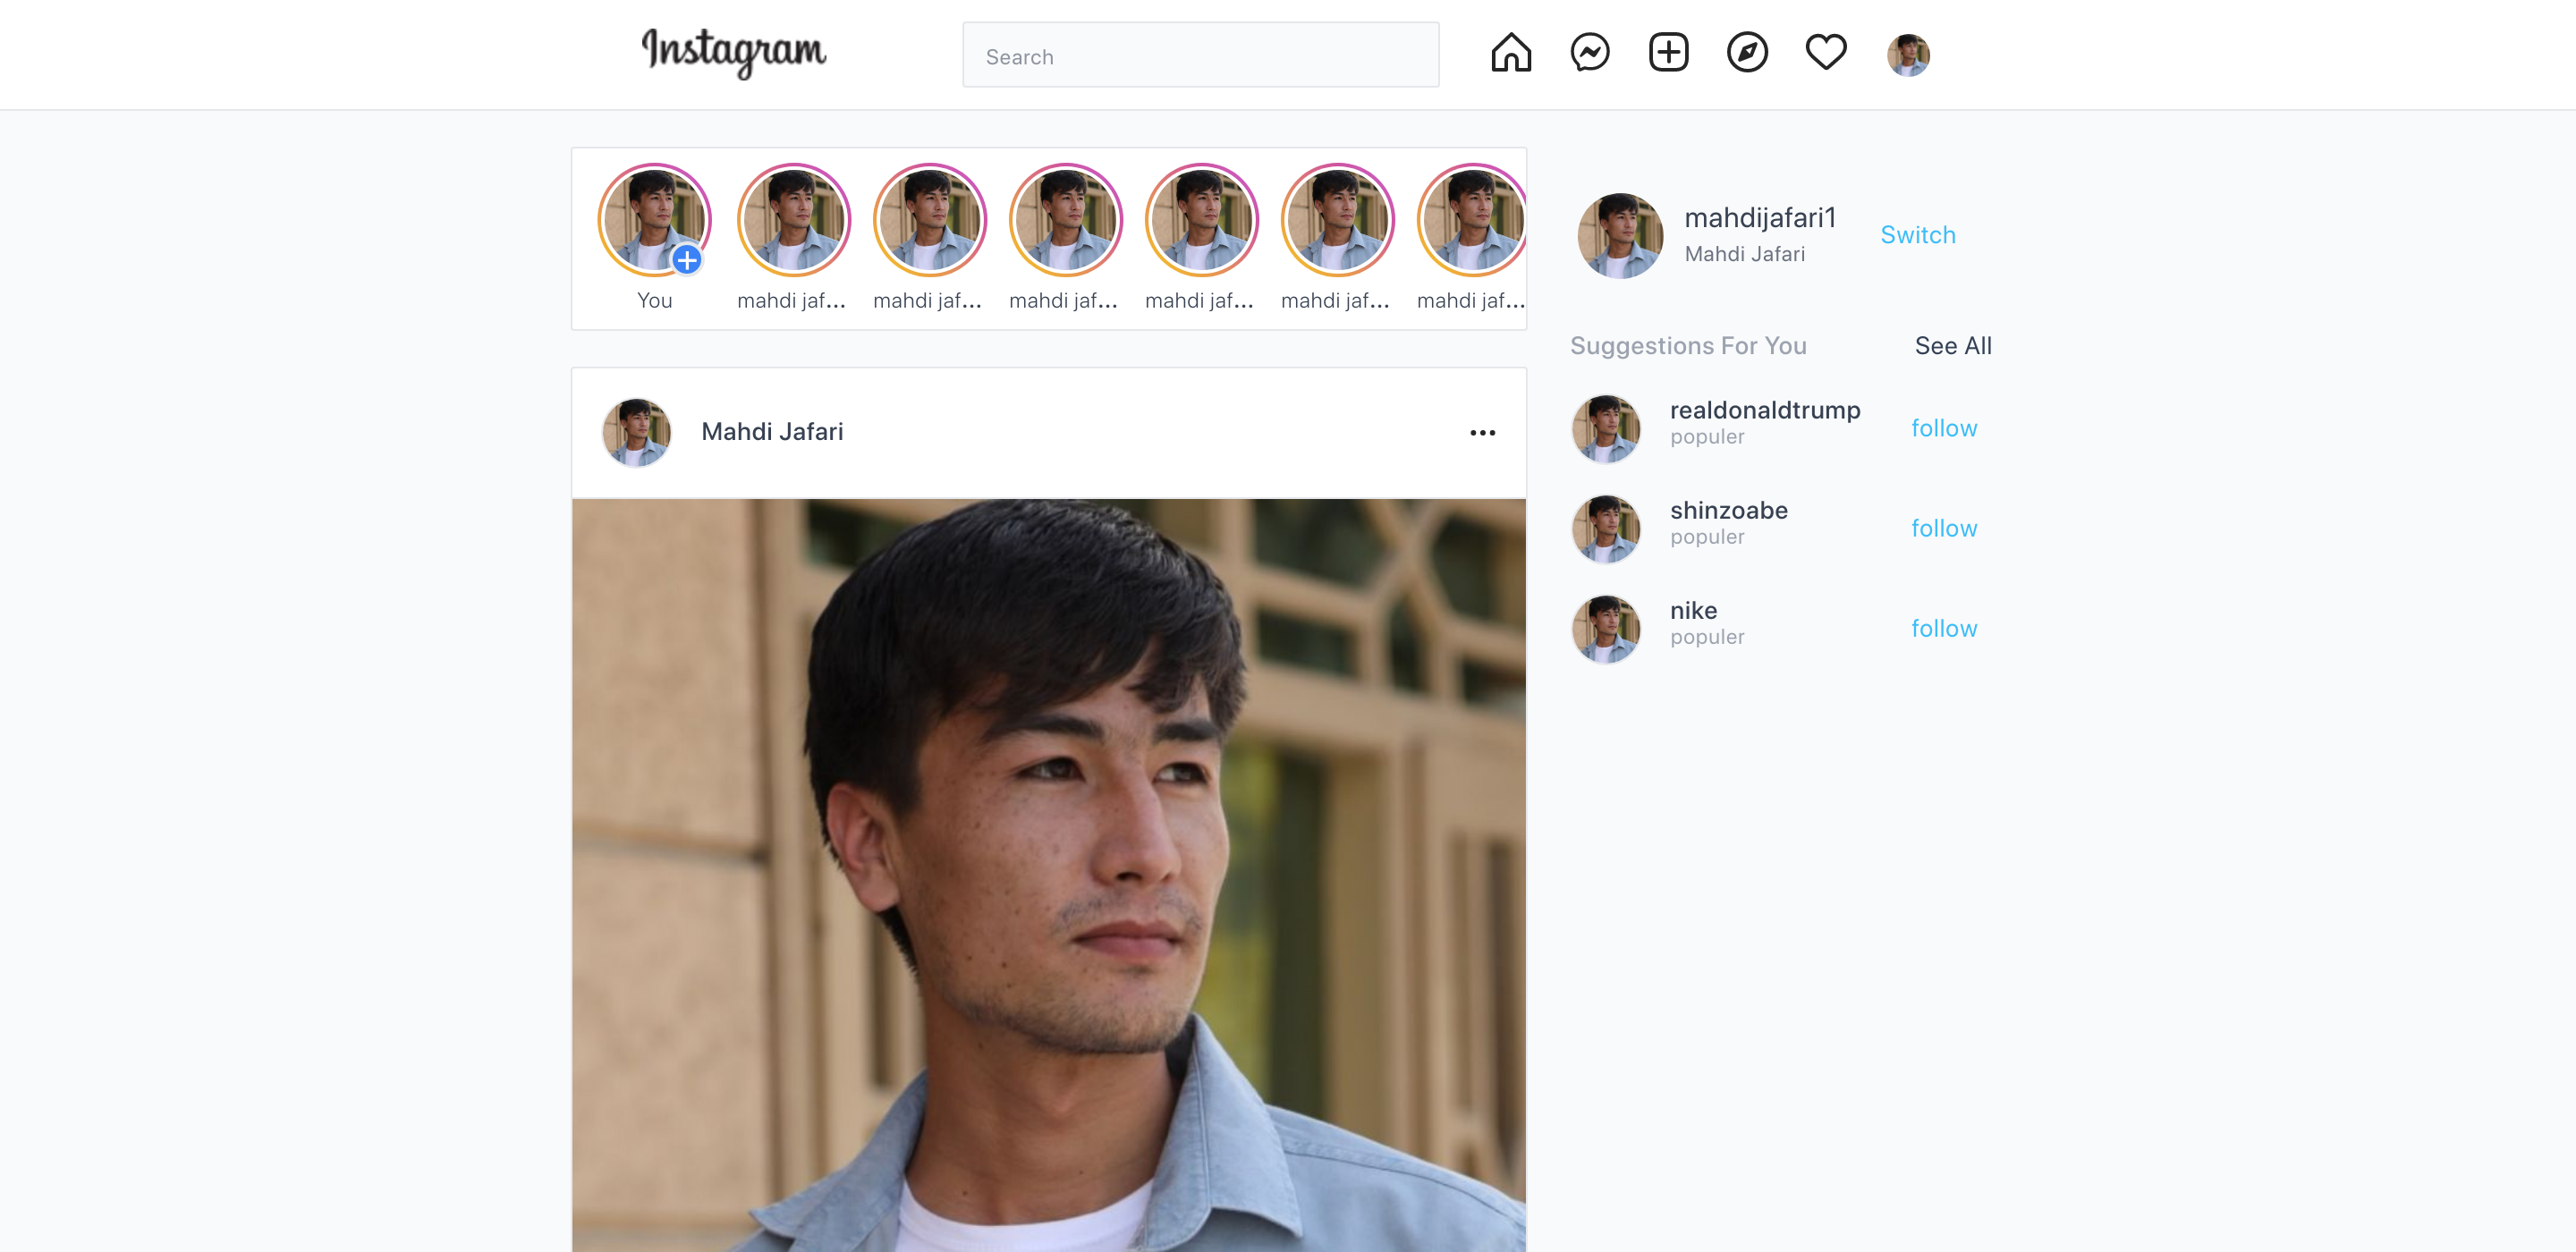 Instagram
Search
You
mahdi jaf...
mahdi jaf...
mahdi jaf...
mahdi jaf...
mahdi jaf...
mahdi jaf...
mahdijafari1
Mahdi Jafari
Switch
Suggestions For You
See All
Mahdi Jafari
realdonaldtrump
populer
follow
shinzoabe
populer
follow
nike
populer
follow